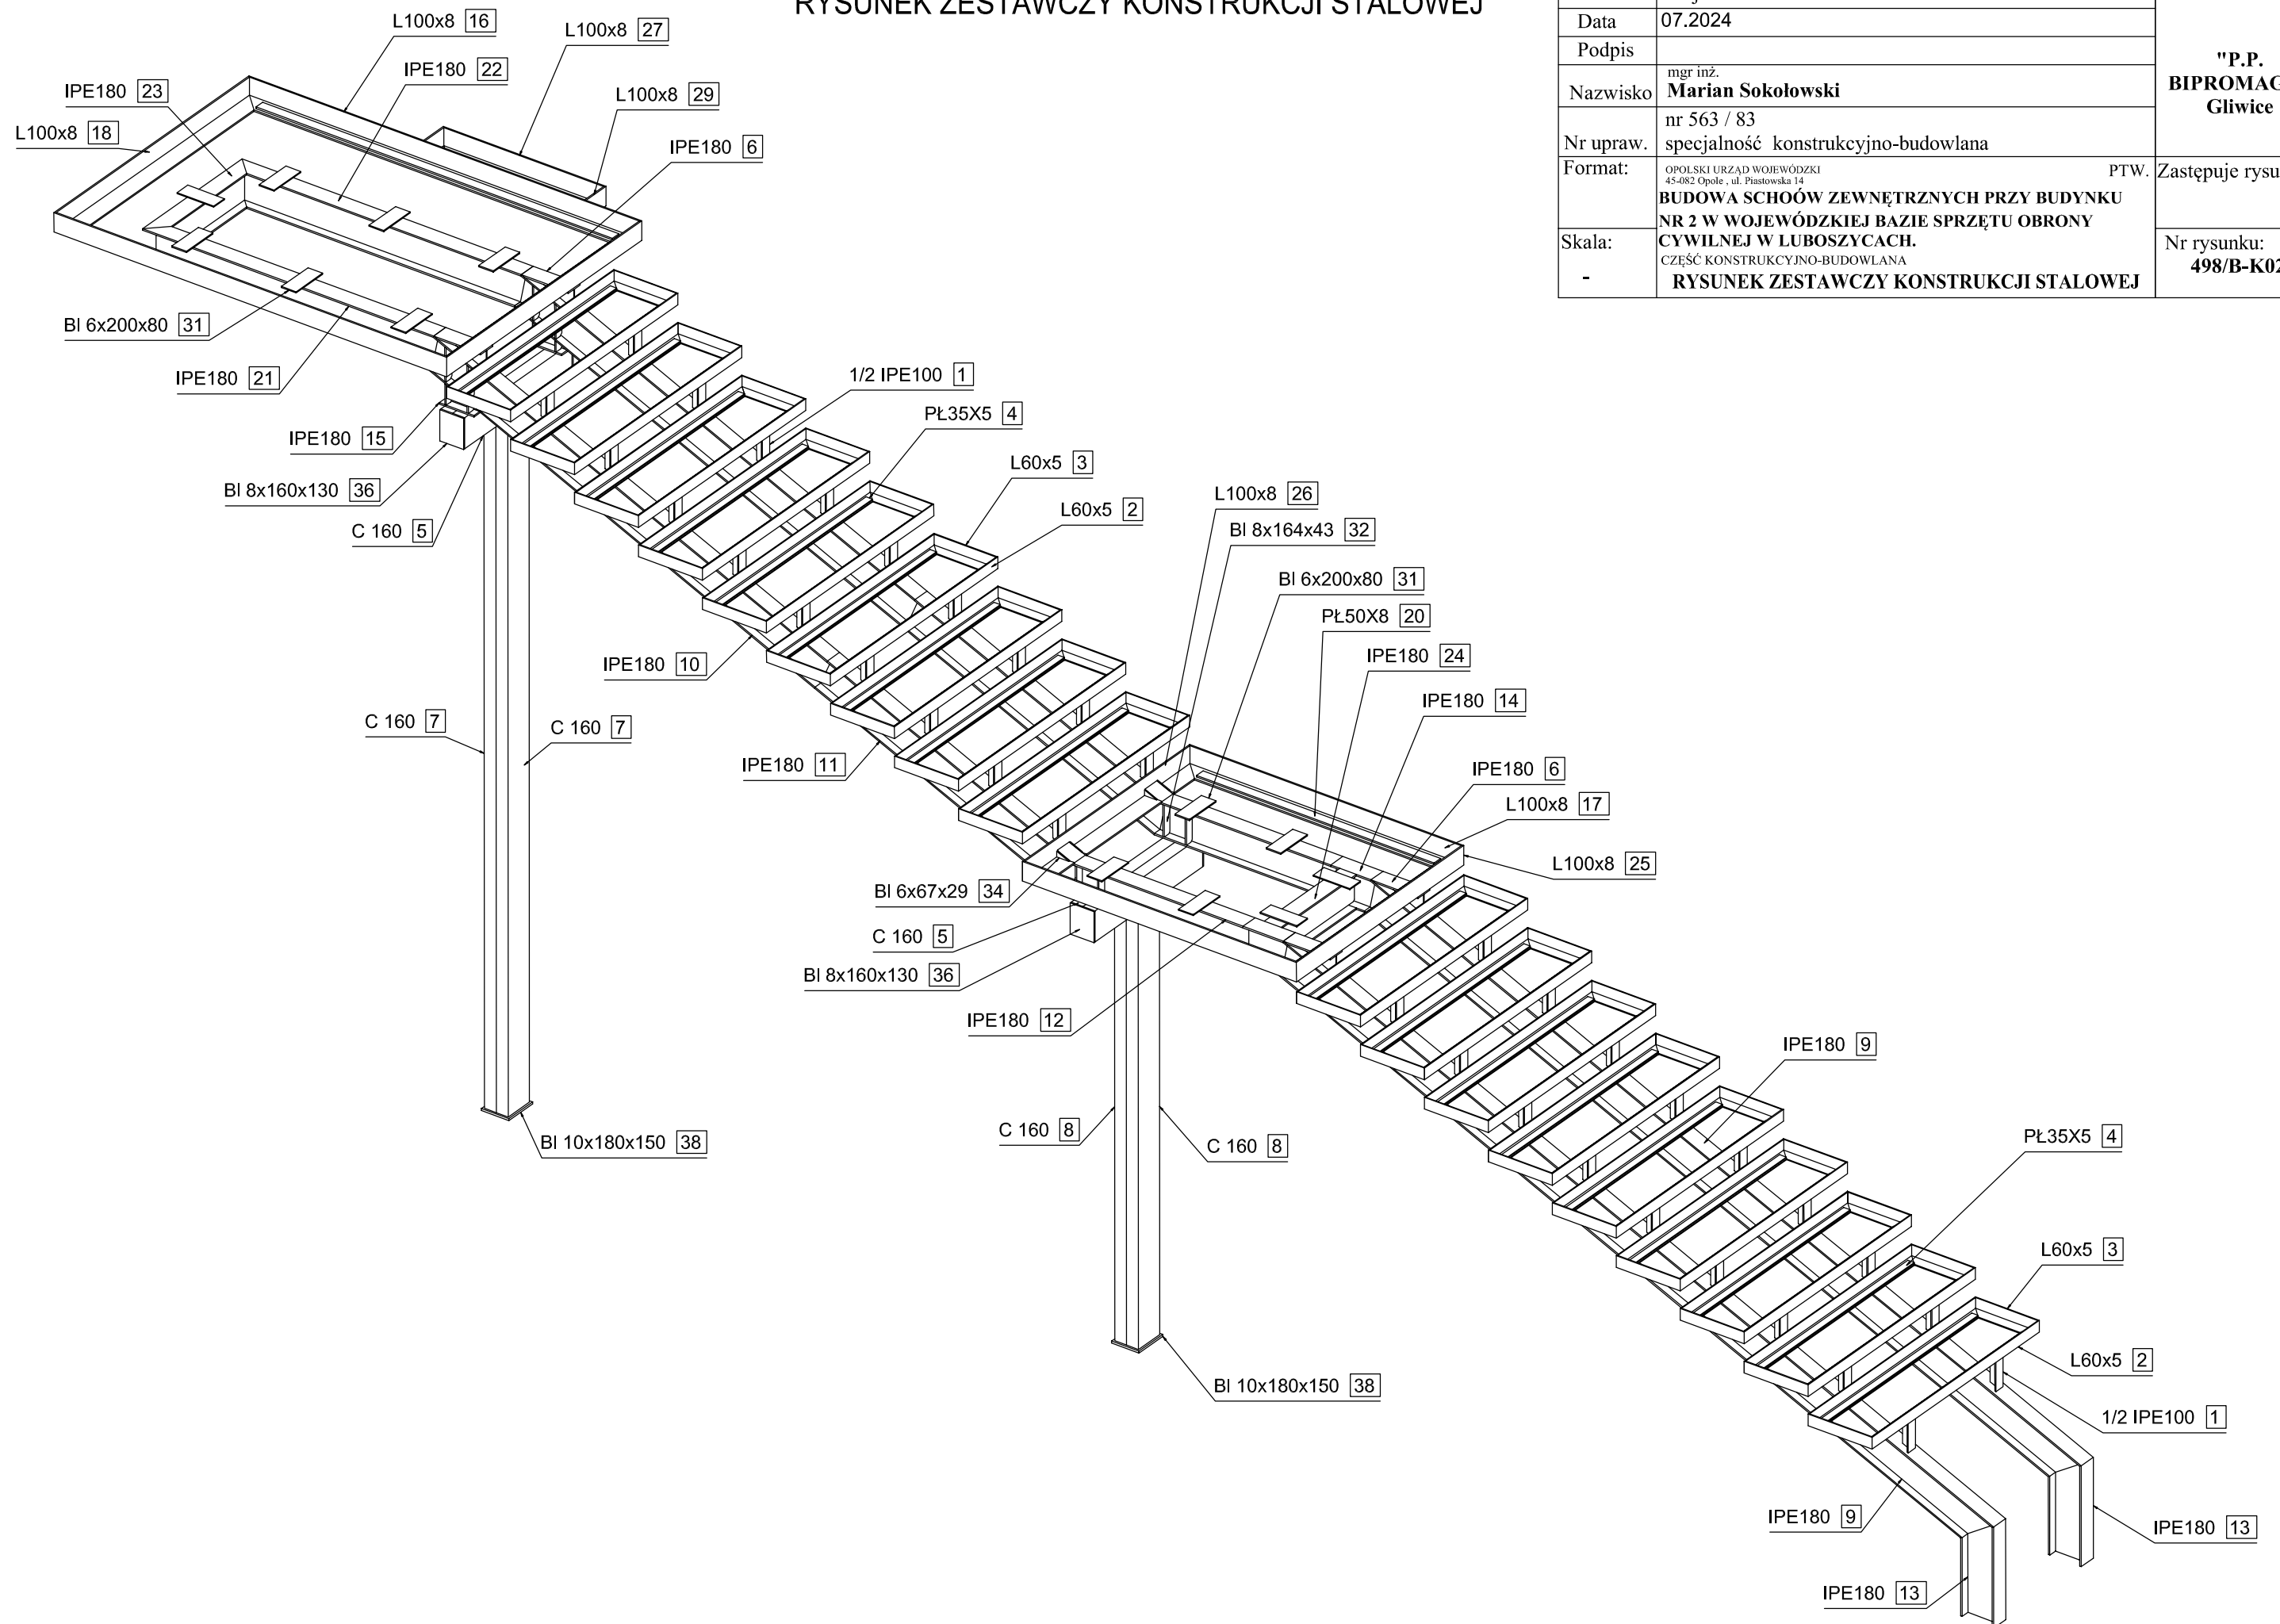 RYSUNEK ZESTAWCZY KONSTRUKCJI STALOWEJ
Data 07.2024
Podpis
Nazwisko mgr inż.
Marian Sokołowski
nr 563 / 83
Nr upraw. specjalność konstrukcyjno-budowlana
"P.P.
Gliwice
Format: OPOLSKI URZĄD WOJEWÓDZKI PTW.
45-082 Opole , ul. Piastowska 14
Zastępuje
BUDOWA SCHOÓW ZEWNĘTRZNYCH PRZY BUDYNKU
NR 2 W WOJEWÓDZKIEJ BAZIE SPRZĘTU OBRONY
Skala: CYWILNEJ W LUBOSZYCACH.
-
CZĘŚĆ KONSTRUKCYJNO-BUDOWLANA
RYSUNEK ZESTAWCZY KONSTRUKCJI STALOWEJ
Nr rysunku:
498/B-K02
L100x8 16
L100x8 27
IPE180 22
IPE180 23
L100x8 29
L100x8 18
IPE180 6
Bl 6x200x80 31
IPE180 21
1/2 IPE100 1
PŁ35X5 4
IPE180 15
L60x5 3
Bl 8x160x130 36
L100x8 26
L60x5 2
C 160 5
Bl 8x164x43 32
Bl 6x200x80 31
PŁ50X8 20
IPE180 10
IPE180 24
IPE180 14
C 160 7
C 160 7
IPE180 11
IPE180 6
L100x8 17
L100x8 25
Bl 6x67x29 34
C 160 5
Bl 8x160x130 36
IPE180 12
IPE180 9
C 160 8
C 160 8
Bl 10x180x150 38
PŁ35X5 4
L60x5 3
L60x5 2
Bl 10x180x150 38
1/2 IPE100 1
IPE180 9
IPE180 13
IPE180 13